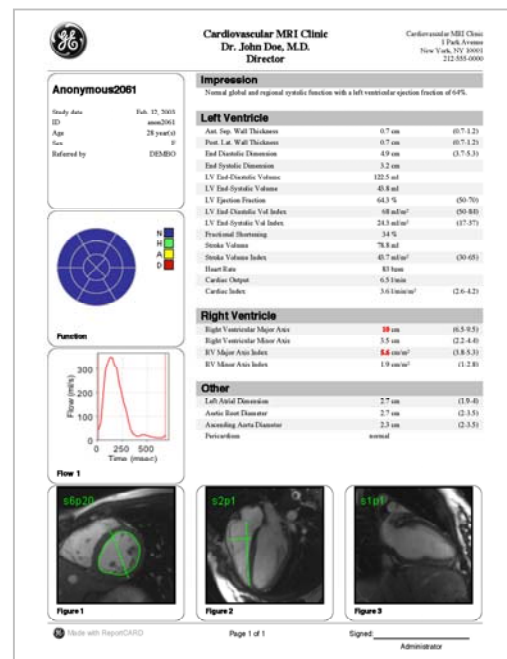 Cardiovascular MRI Clinic
Dr. John Doe, M.D.
Director
Cardiovascular MRI Clinic
1 Park Avenue
New York, NY 10001
212-555-0000
Anonymous2061
Study date Feb. 12, 2003
ID anon2061
Age 28 year(s)
Sex F
Referred by DEMBO
Impression
Normal global and regional systolic function with a left ventricular ejection fraction of 64%.
Left Ventricle
Ant. Sep. Wall Thickness 0.7 cm (0.7-1.2)
Post. Lat. Wall Thickness 0.7 cm (0.7-1.2)
End Diastolic Dimension 4.9 cm (3.7-5.3)
End Systolic Dimension 3.2 cm
LV End-Diastolic Volume 122.5 ml
LV End-Systolic Volume 43.8 ml
LV Ejection Fraction 64.3 % (50-70)
LV End-Diastolic Vol Index 68 ml/m² (50-84)
LV End-Systolic Vol Index 24.3 ml/m² (17-37)
Fractional Shortening 34 %
Stroke Volume 78.8 ml
Stroke Volume Index 43.7 ml/m² (30-65)
Heart Rate 83 bpm
Cardiac Output 6.5 l/min
Cardiac Index 3.6 l/min/m² (2.6-4.2)
Right Ventricle
Right Ventricular Major Axis 10 cm (6.5-9.5)
Right Ventricular Minor Axis 3.5 cm (2.2-4.4)
RV Major Axis Index 5.6 cm/m² (3.8-5.3)
RV Minor Axis Index 1.9 cm/m² (1-2.8)
Other
Left Atrial Dimension 2.7 cm (1.9-4)
Aortic Root Diameter 2.7 cm (2-3.5)
Ascending Aorta Diameter 2.3 cm (2-3.5)
Pericardium normal
N
H
A
D
Function
Flow (ml/s)
300
200
100
0
0 250 500
Time (msec)
Flow 1
s6p20
Figure 1
s2p1
Figure 2
s1p1
Figure 3
Made with ReportCARD
Page 1 of 1
Signed:
Administrator